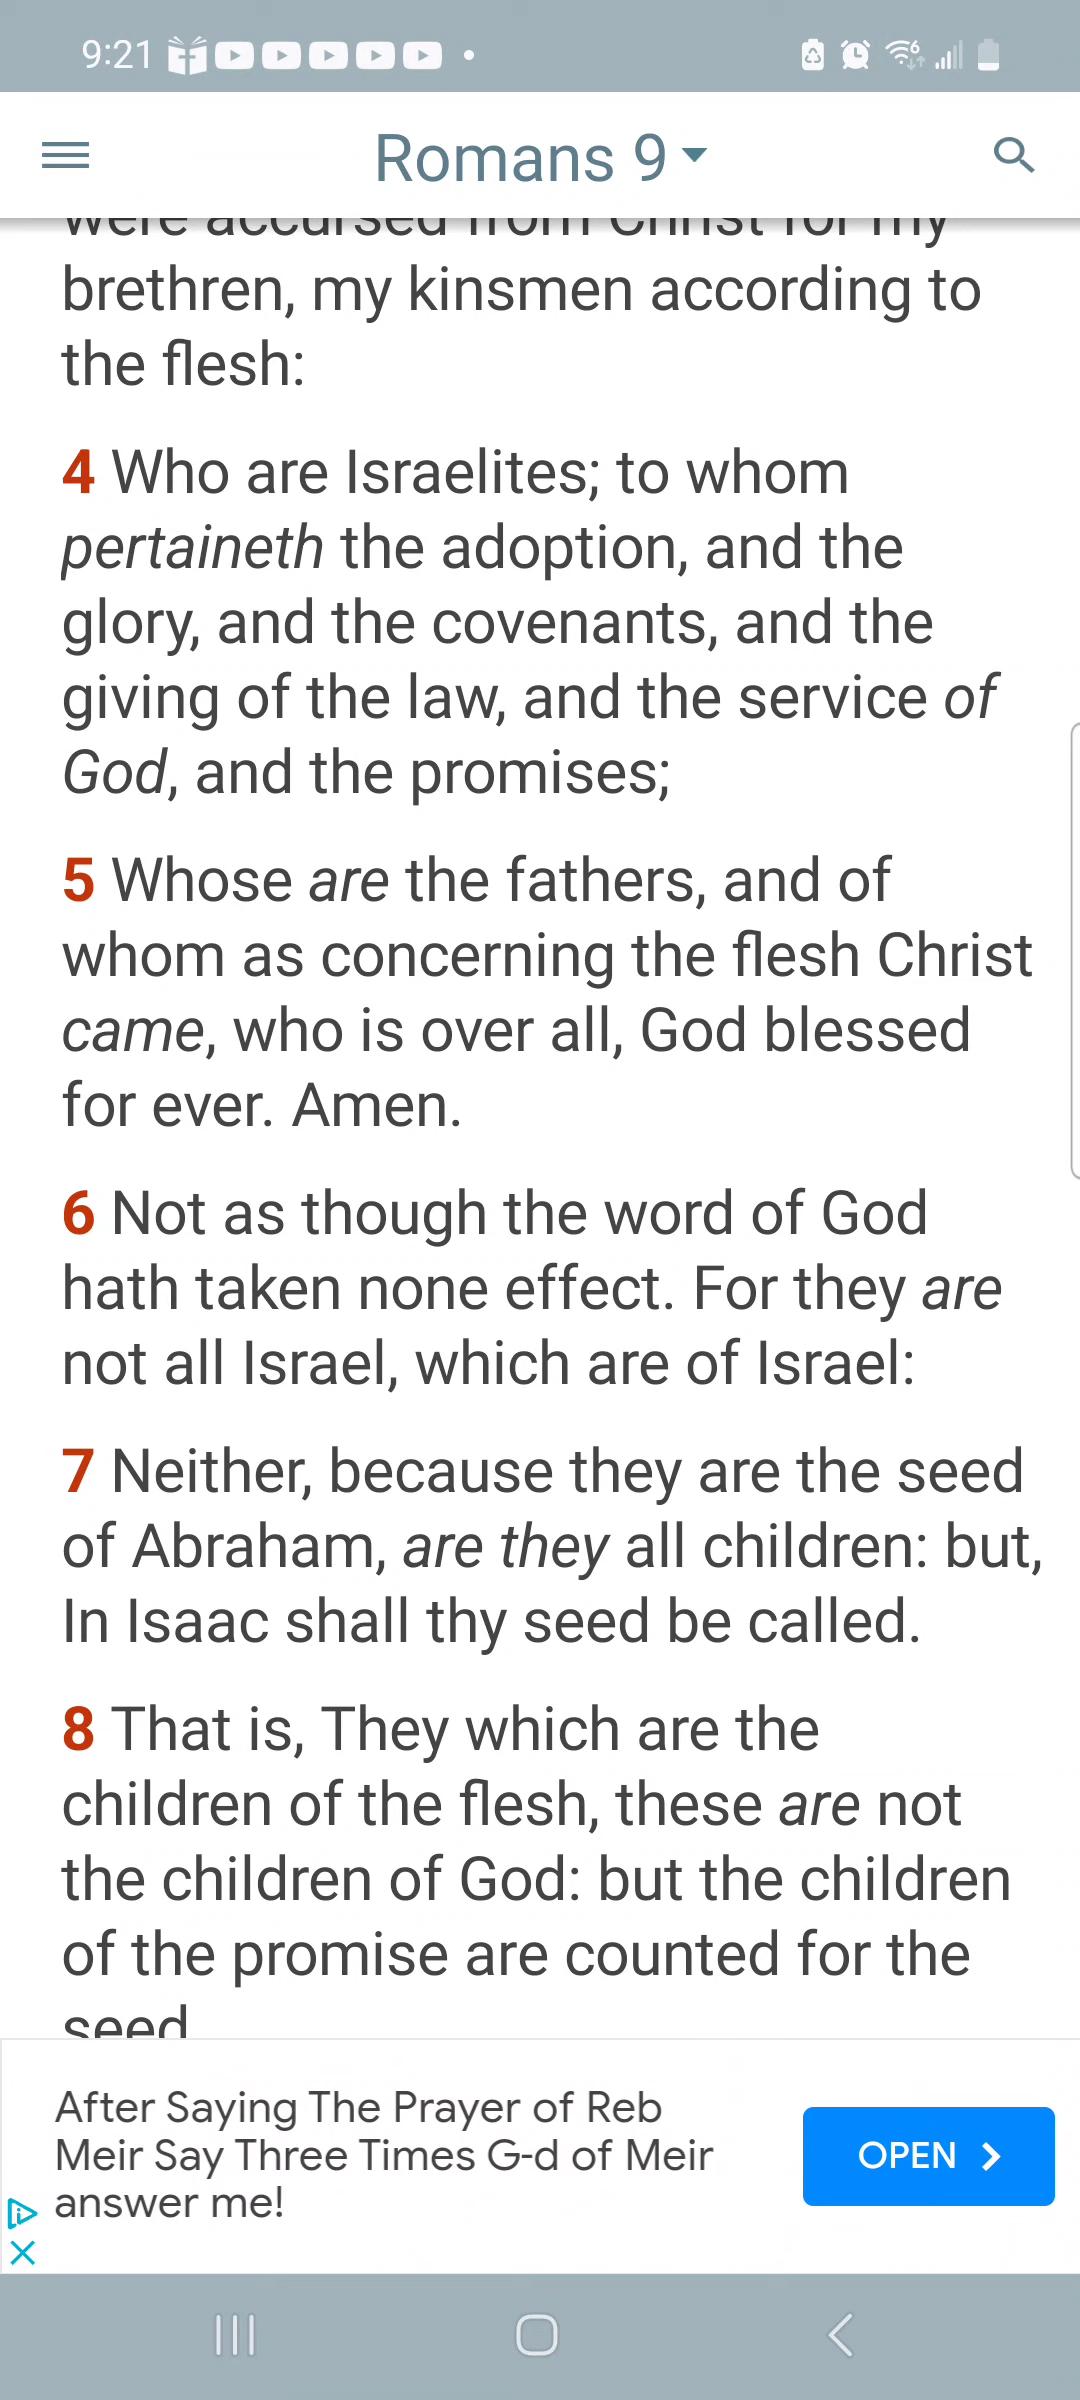 9:21
Romans 9
were accursed from Christ for my
brethren, my kinsmen according to
the flesh:
4 Who are Israelites; to whom
pertaineth the adoption, and the
glory, and the covenants, and the
giving of the law, and the service of
God, and the promises;
5 Whose are the fathers, and of
whom as concerning the flesh Christ
came, who is over all, God blessed
for ever. Amen.
6 Not as though the word of God
hath taken none effect. For they are
not all Israel, which are of Israel:
7 Neither, because they are the seed
of Abraham, are they all children: but,
In Isaac shall thy seed be called.
8 That is, They which are the
children of the flesh, these are not
the children of God: but the children
of the promise are counted for the
seed
After Saying The Prayer of Reb
Meir Say Three Times G-d of Meir
answer me!
OPEN